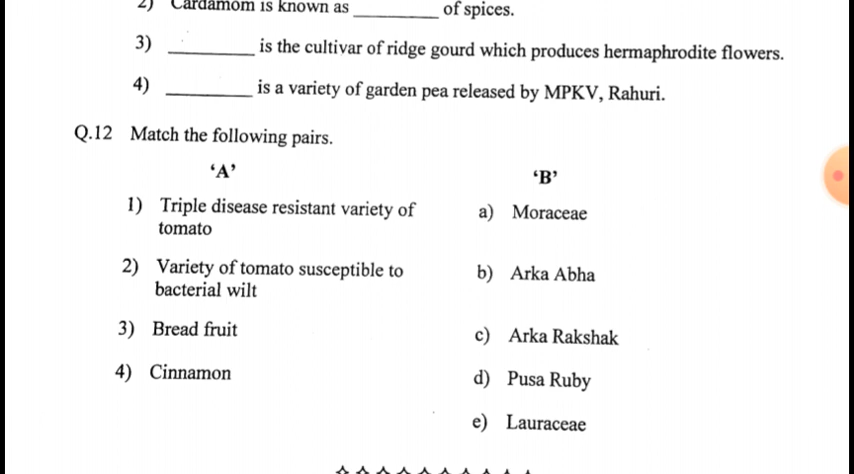 2) Cardamom is known as ________ of spices.
3) ________ is the cultivar of ridge gourd which produces hermaphrodite flowers.
4) ________ is a variety of garden pea released by MPKV, Rahuri.
Q.12 Match the following pairs.
‘A’ ‘B’
1) Triple disease resistant variety of a) Moraceae
tomato
2) Variety of tomato susceptible to b) Arka Abha
bacterial wilt
3) Bread fruit c) Arka Rakshak
4) Cinnamon d) Pusa Ruby
e) Lauraceae